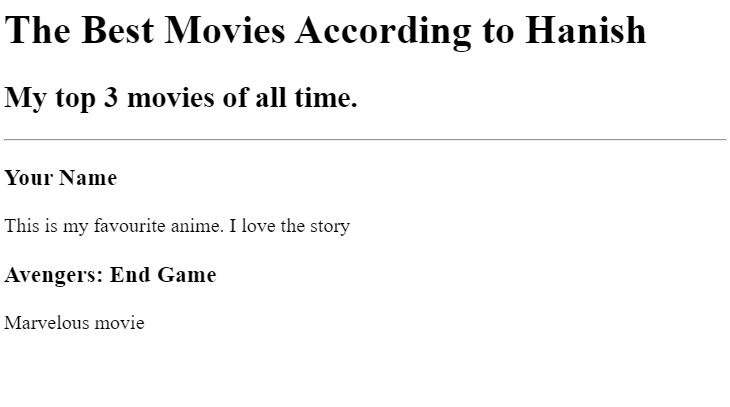 The Best Movies According to Hanish
My top 3 movies of all time.
Your Name
This is my favourite anime. I love the story
Avengers: End Game
Marvelous movie